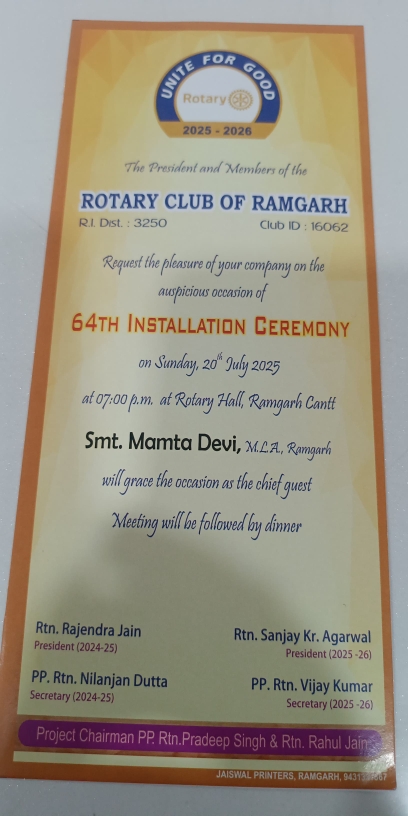 UNITE FOR GOOD
Rotary
2025 - 2026
The President and Members of the
ROTARY CLUB OF RAMGARH
R.I. Dist. : 3250 Club ID : 16062
Request the pleasure of your company on the
auspicious occasion of
64TH INSTALLATION CEREMONY
on Sunday, 20th July 2025
at 07:00 p.m. at Rotary Hall, Ramgarh Cantt
Smt. Mamta Devi, M.L.A., Ramgarh
will grace the occasion as the chief guest
Meeting will be followed by dinner
Rtn. Rajendra Jain
President (2024-25)
Rtn. Sanjay Kr. Agarwal
President (2025 -26)
PP. Rtn. Nilanjan Dutta
Secretary (2024-25)
PP. Rtn. Vijay Kumar
Secretary (2025 -26)
Project Chairman PP. Rtn.Pradeep Singh & Rtn. Rahul Jain
JAISWAL PRINTERS, RAMGARH,